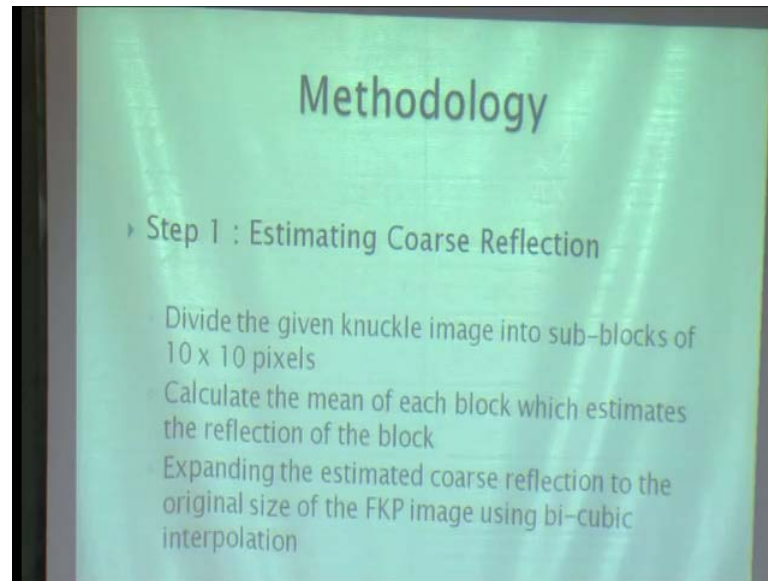 Methodology
Step 1 : Estimating Coarse Reflection
Divide the given knuckle image into sub-blocks of
10 x 10 pixels
Calculate the mean of each block which estimates
the reflection of the block
Expanding the estimated coarse reflection to the
original size of the FKP image using bi-cubic
interpolation